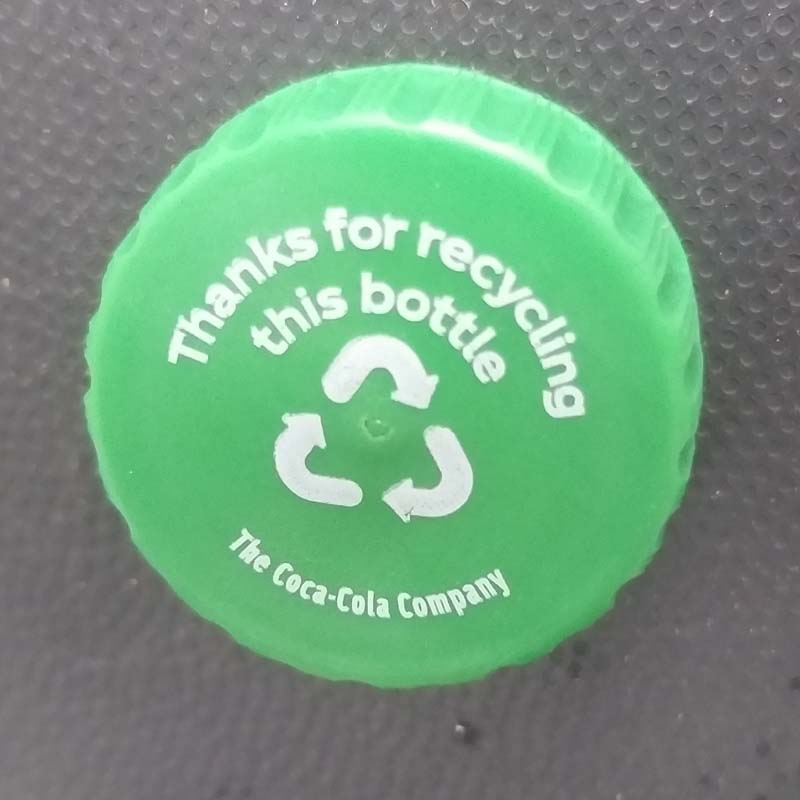 Thanks for recycling
this bottle
The Coca-Cola Company